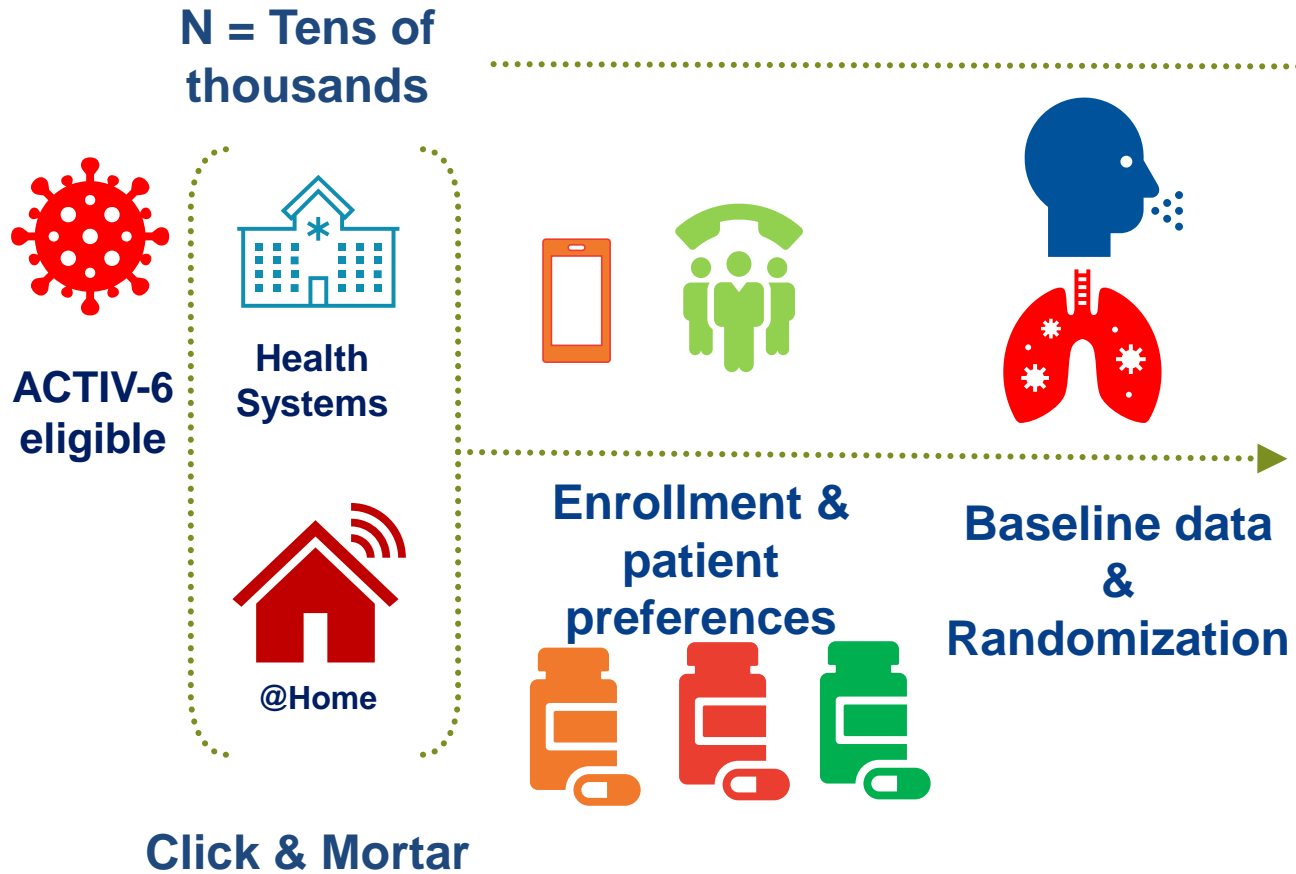 N = Tens of
thousands
ACTIV-6
eligible
Health
Systems
@Home
Click & Mortar
Enrollment &
patient
preferences
Baseline data
&
Randomization